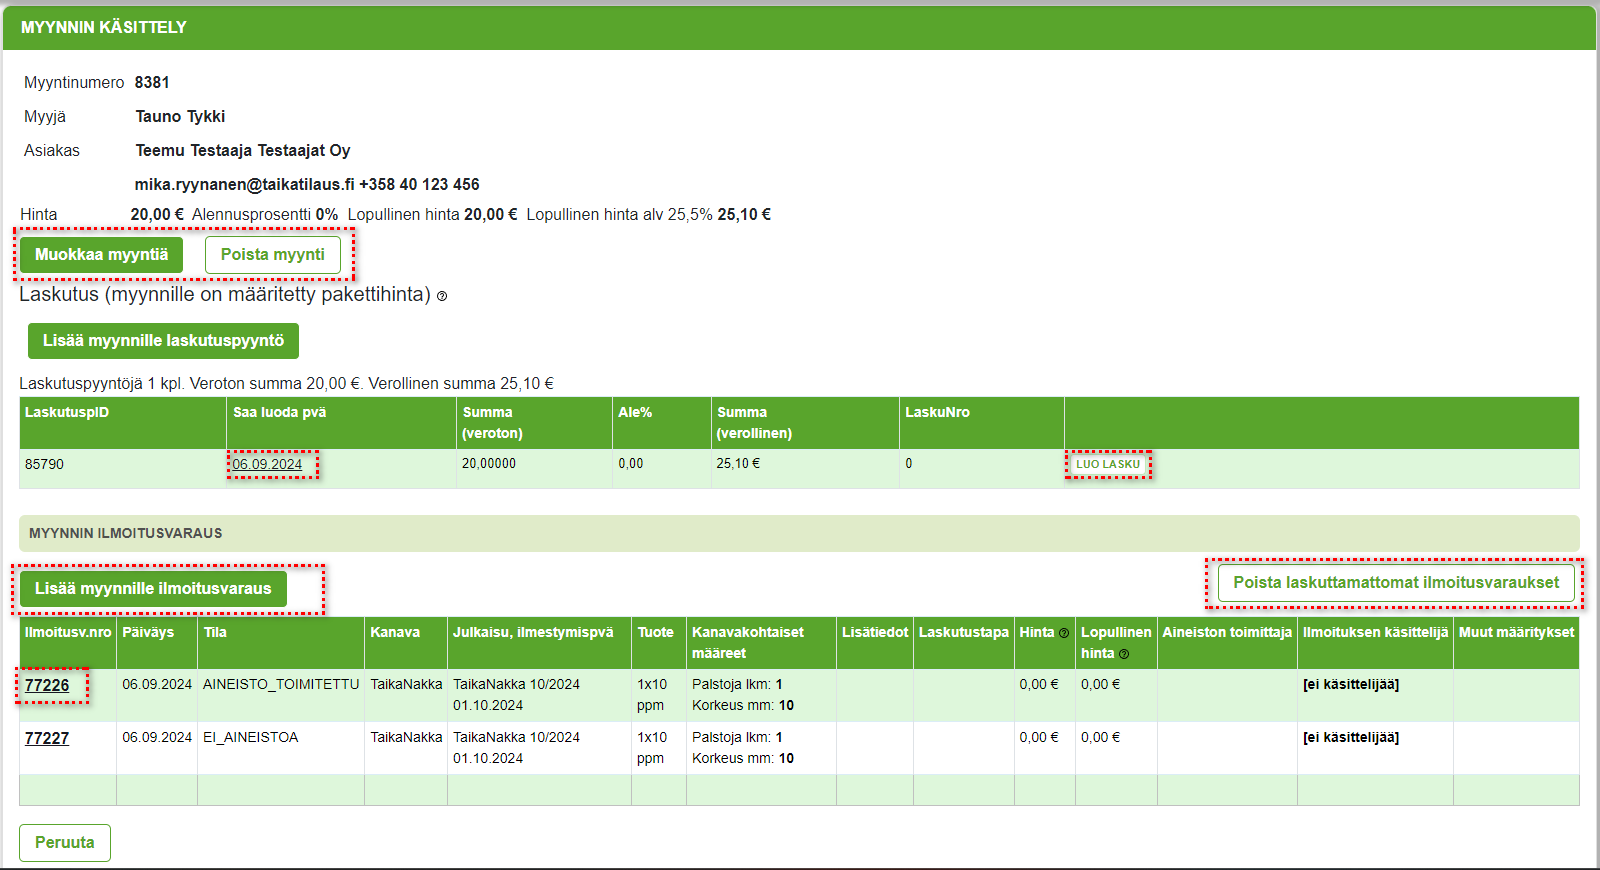 MYYNNIN KÄSITTELY
Myyntinumero 8381
Myyjä Tauno Tykki
Asiakas Teemu Testaaja Testaajat Oy
mika.ryynanen@taikatilaus.fi +358 40 123 456
Hinta 20,00 € Alennusprosentti 0% Lopullinen hinta 20,00 € Lopullinen hinta alv 25,5% 25,10 €
Muokkaa myyntiä Poista myynti
Laskutus (myynnille on määritetty pakettihinta)
Lisää myynnille laskutuspyyntö
Laskutuspyyntöjä 1 kpl. Veroton summa 20,00 €. Verollinen summa 25,10 €
LaskutuspID Saa luoda pvä Summa (veroton) Ale% Summa (verollinen) LaskuNro
85790 06.09.2024 20,00000 0,00 25,10 € 0 LUO LASKU
MYYNNIN ILMOITUSVARAUS
Lisää myynnille ilmoitusvaraus Poista laskuttamattomat ilmoitusvaraukset
Ilmoitusv.nro Päiväys Tila Kanava Julkaisu, ilmestymispvä Tuote Kanavakohtaiset määreet Lisätiedot Laskutustapa Hinta Lopullinen hinta Aineiston toimittaja Ilmoituksen käsittelijä Muut määritykset
77226 06.09.2024 AINEISTO_TOIMITETTU TaikaNakka TaikaNakka 10/2024 1x10 Palstoja lkm: 1 0,00 € 0,00 € [ei käsittelijää]
01.10.2024 ppm Korkeus mm: 10
77227 06.09.2024 EI_AINEISTOA TaikaNakka TaikaNakka 10/2024 1x10 Palstoja lkm: 1 0,00 € 0,00 € [ei käsittelijää]
01.10.2024 ppm Korkeus mm: 10
Peruuta